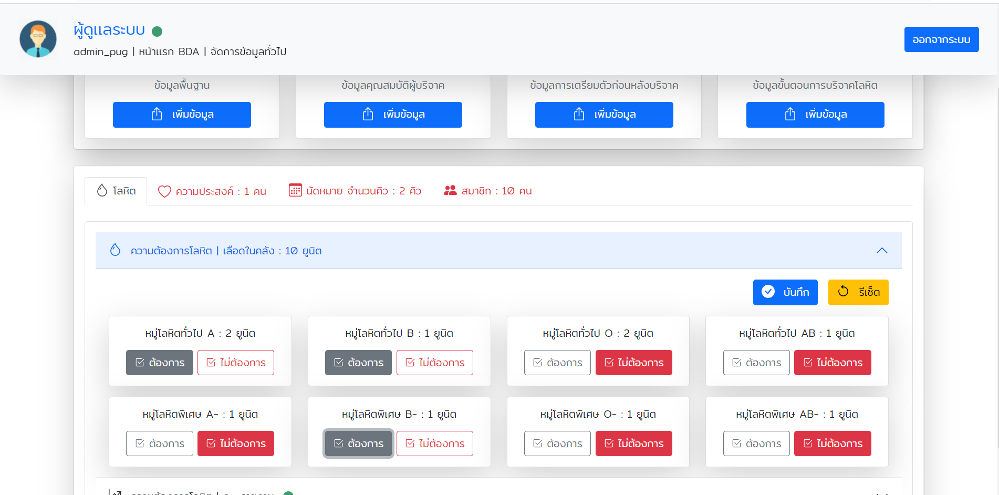 ผู้ดูแลระบบ
admin_pug | หน้าแรก BDA | จัดการข้อมูลทั่วไป
ออกจากระบบ
ข้อมูลพื้นฐาน
ข้อมูลคุณสมบัติผู้บริจาค
ข้อมูลการเตรียมตัวก่อนหลังบริจาค
ข้อมูลขั้นตอนการบริจาคโลหิต
เพิ่มข้อมูล
เพิ่มข้อมูล
เพิ่มข้อมูล
เพิ่มข้อมูล
โลหิต
ความประสงค์ : 1 คน
นัดหมาย จำนวนคิว : 2 คิว
สมาชิก : 10 คน
ความต้องการโลหิต | เลือดในคลัง : 10 ยูนิต
บันทึก
รีเซ็ต
หมู่โลหิตทั่วไป A : 2 ยูนิต
ต้องการ
ไม่ต้องการ
หมู่โลหิตทั่วไป B : 1 ยูนิต
ต้องการ
ไม่ต้องการ
หมู่โลหิตทั่วไป O : 2 ยูนิต
ต้องการ
ไม่ต้องการ
หมู่โลหิตทั่วไป AB : 1 ยูนิต
ต้องการ
ไม่ต้องการ
หมู่โลหิตพิเศษ A- : 1 ยูนิต
ต้องการ
ไม่ต้องการ
หมู่โลหิตพิเศษ B- : 1 ยูนิต
ต้องการ
ไม่ต้องการ
หมู่โลหิตพิเศษ O- : 1 ยูนิต
ต้องการ
ไม่ต้องการ
หมู่โลหิตพิเศษ AB- : 1 ยูนิต
ต้องการ
ไม่ต้องการ
ความต้องการโลหิต |